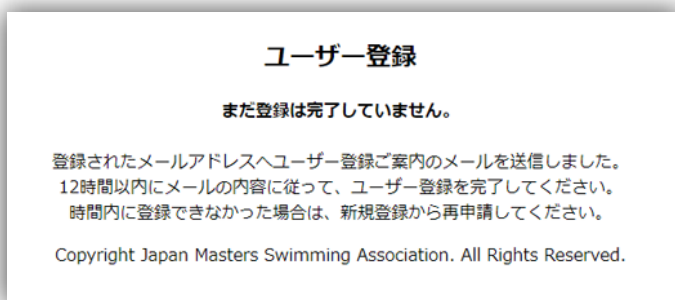 ユーザー登録
まだ登録は完了していません。
登録されたメールアドレスへユーザー登録ご案内のメールを送信しました。
12時間以内にメールの内容に従って、ユーザー登録を完了してください。
時間内に登録できなかった場合は、新規登録から再申請してください。
Copyright Japan Masters Swimming Association. All Rights Reserved.